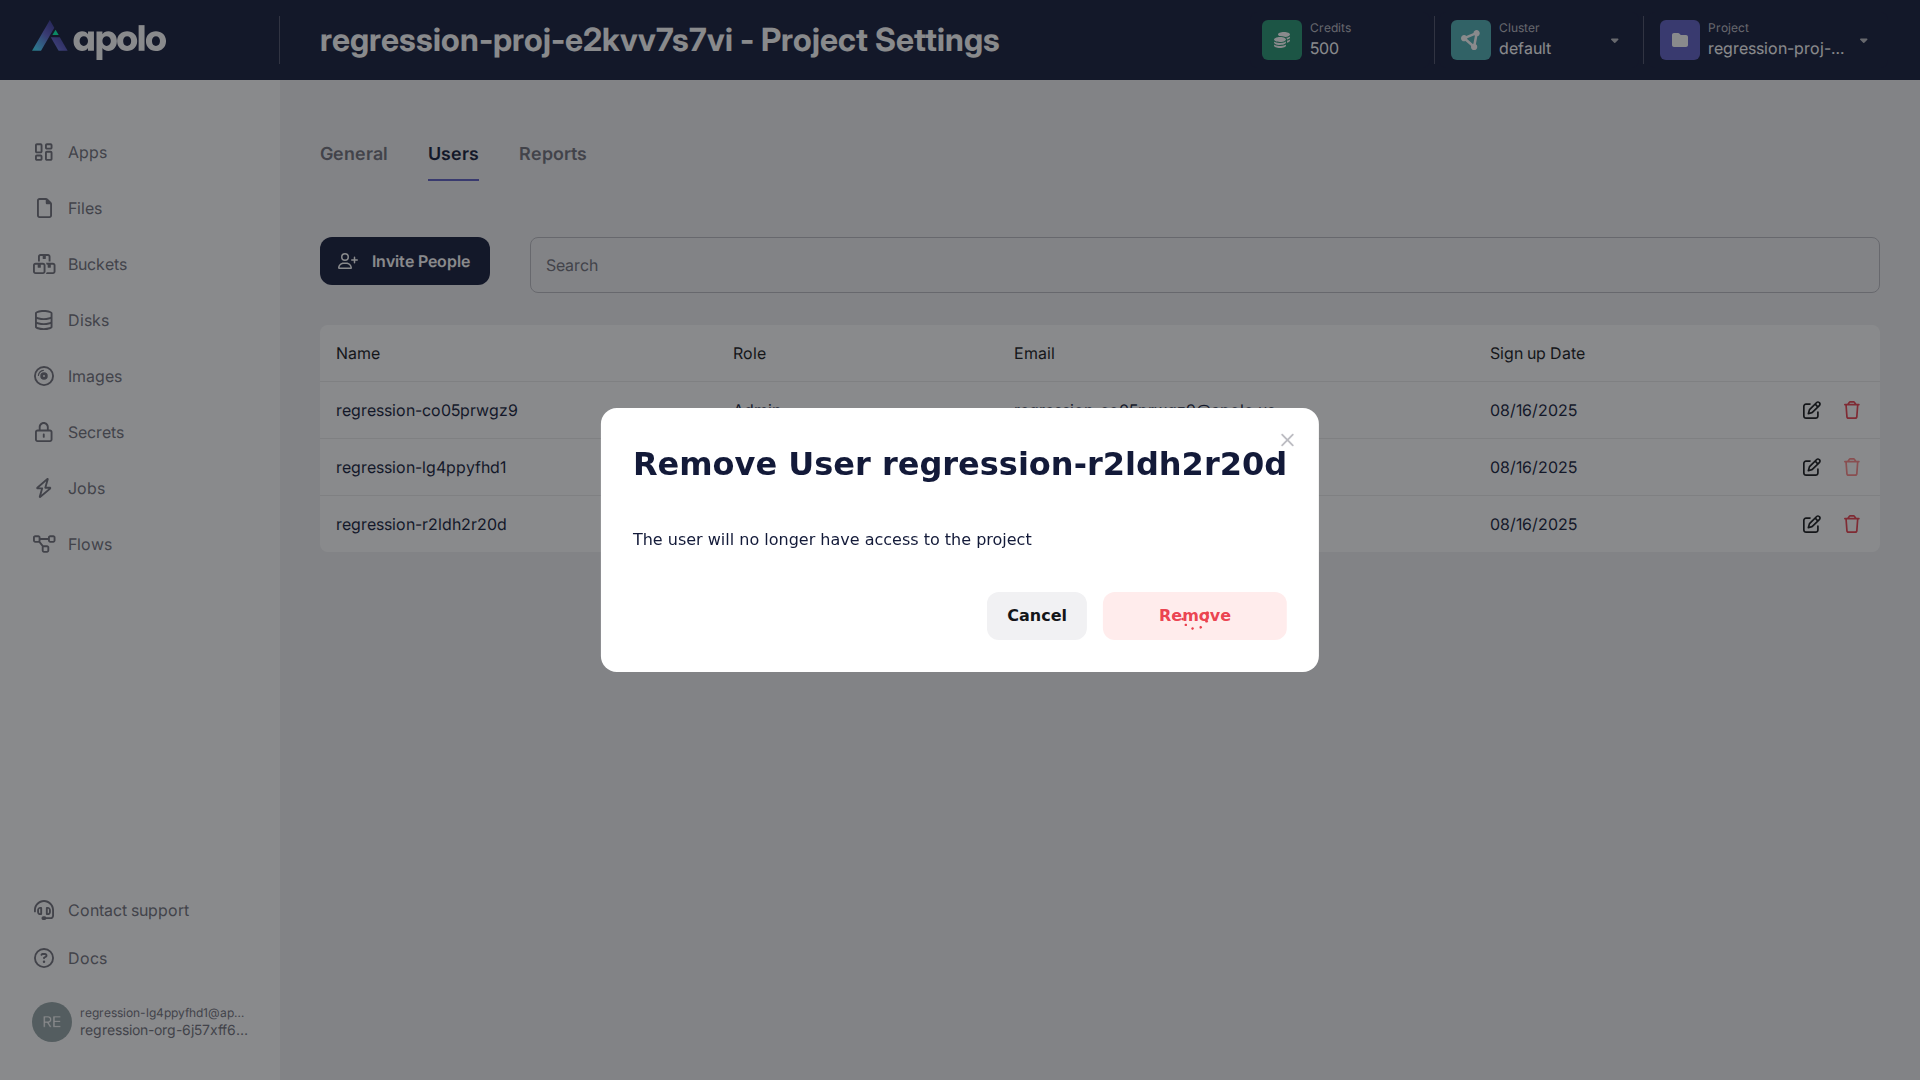 apolo
regression-proj-e2kvv7s7vi - Project Settings
Credits
500
Cluster
default
Project
regression-proj-...
Apps
Files
Buckets
Disks
Images
Secrets
Jobs
Flows
Contact support
Docs
RE
regression-lg4ppyfhd1@ap...
regression-org-6j57xff6...
General Users Reports
Invite People
Search
Name Role Email Sign up Date
regression-co05prwgz9 Admin 08/16/2025
regression-lg4ppyfhd1 08/16/2025
regression-r2ldh2r20d 08/16/2025
Remove User regression-r2ldh2r20d
The user will no longer have access to the project
Cancel Remove